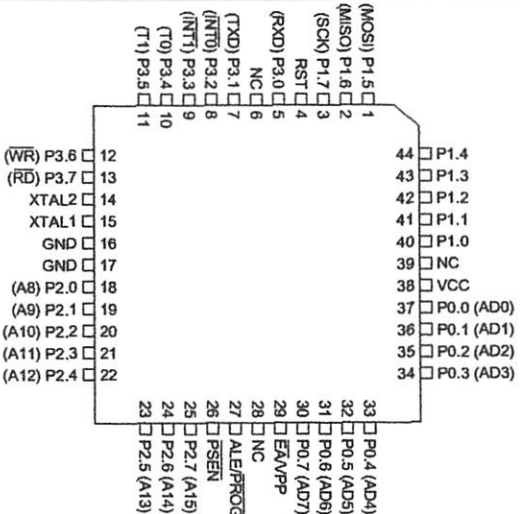 (T1) P3.5
(T0) P3.4
(INT1) P3.3
(INT0) P3.2
(TXD) P3.1
NC
(RXD) P3.0
RST
(SCK) P1.7
(MISO) P1.6
(MOSI) P1.5
11
10
9
8
7
6
5
4
3
2
1
(WR) P3.6 12
(RD) P3.7 13
XTAL2 14
XTAL1 15
GND 16
GND 17
(A8) P2.0 18
(A9) P2.1 19
(A10) P2.2 20
(A11) P2.3 21
(A12) P2.4 22
44 P1.4
43 P1.3
42 P1.2
41 P1.1
40 P1.0
39 NC
38 VCC
37 P0.0 (AD0)
36 P0.1 (AD1)
35 P0.2 (AD2)
34 P0.3 (AD3)
23 P2.5 (A13)
24 P2.6 (A14)
25 P2.7 (A15)
26 PSEN
27 ALE/PROG
28 NC
29 EA/VPP
30 P0.7 (AD7)
31 P0.6 (AD6)
32 P0.5 (AD5)
33 P0.4 (AD4)